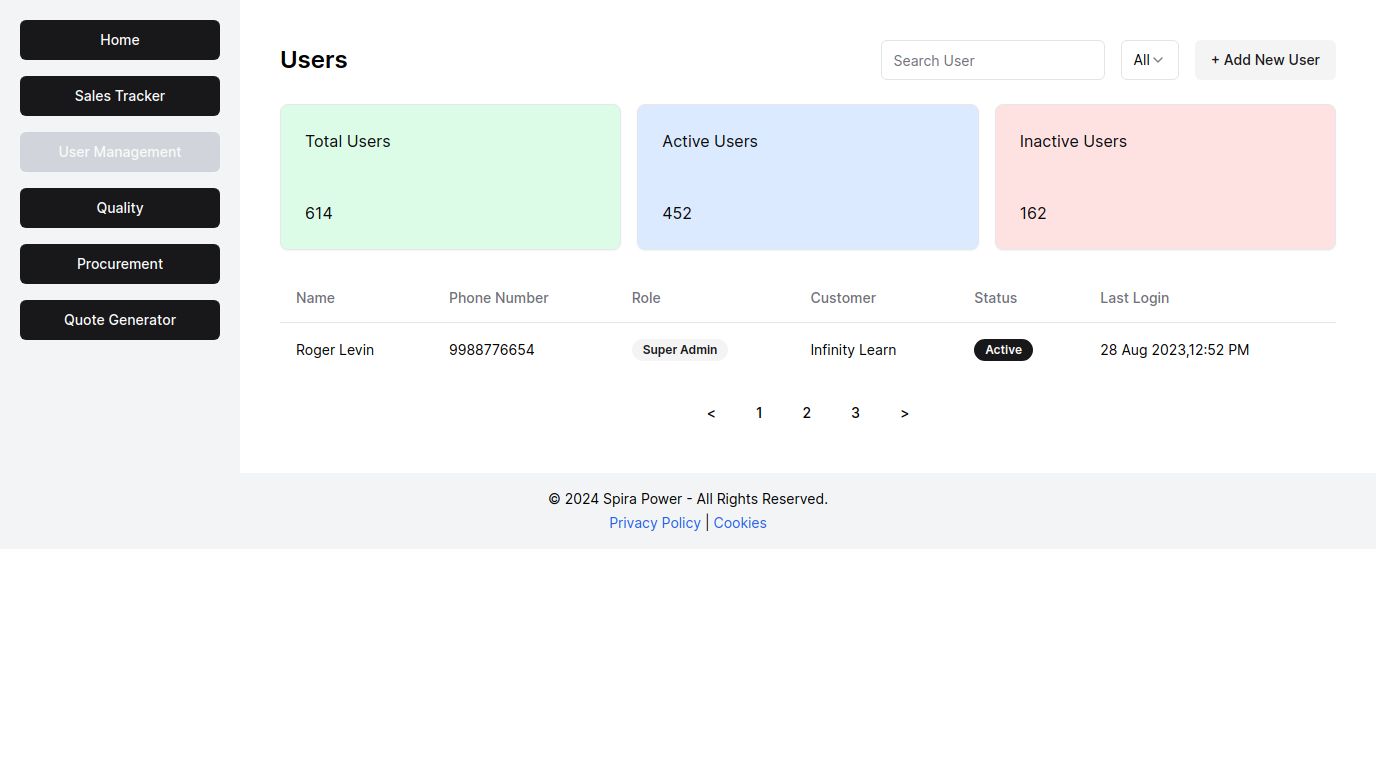 Home
Sales Tracker
User Management
Quality
Procurement
Quote Generator
Users
Search User
All
+ Add New User
Total Users
614
Active Users
452
Inactive Users
162
Name Phone Number Role Customer Status Last Login
Roger Levin 9988776654 Super Admin Infinity Learn Active 28 Aug 2023,12:52 PM
< 1 2 3 >
© 2024 Spira Power - All Rights Reserved.
Privacy Policy | Cookies